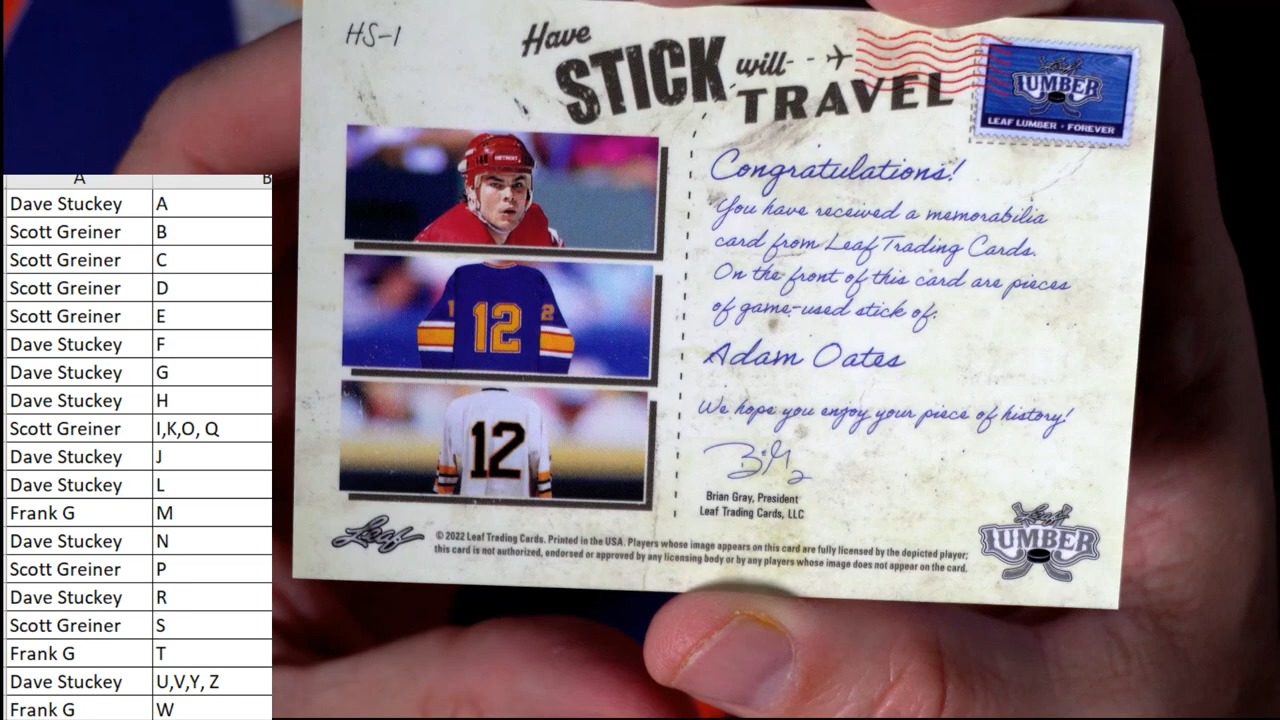 HS-1
Have
STICK
will
TRAVEL
Leaf
LUMBER
LEAF LUMBER • FOREVER
DETROIT
12
12
2
12
Congratulations!
You have received a memorabilia
card from Leaf Trading Cards.
On the front of this card are pieces
of game-used stick of:
Adam Oates
We hope you enjoy your piece of history!
Brian Gray, President
Leaf Trading Cards, LLC
Leaf
© 2022 Leaf Trading Cards. Printed in the USA. Players whose image appears on this card are fully licensed by the depicted player;
this card is not authorized, endorsed or approved by any licensing body or by any players whose image does not appear on the card.
Leaf
LUMBER
A B
Dave Stuckey A
Scott Greiner B
Scott Greiner C
Scott Greiner D
Scott Greiner E
Dave Stuckey F
Dave Stuckey G
Dave Stuckey H
Scott Greiner I,K,O, Q
Dave Stuckey J
Dave Stuckey L
Frank G M
Dave Stuckey N
Scott Greiner P
Dave Stuckey R
Scott Greiner S
Frank G T
Dave Stuckey U,V,Y, Z
Frank G W